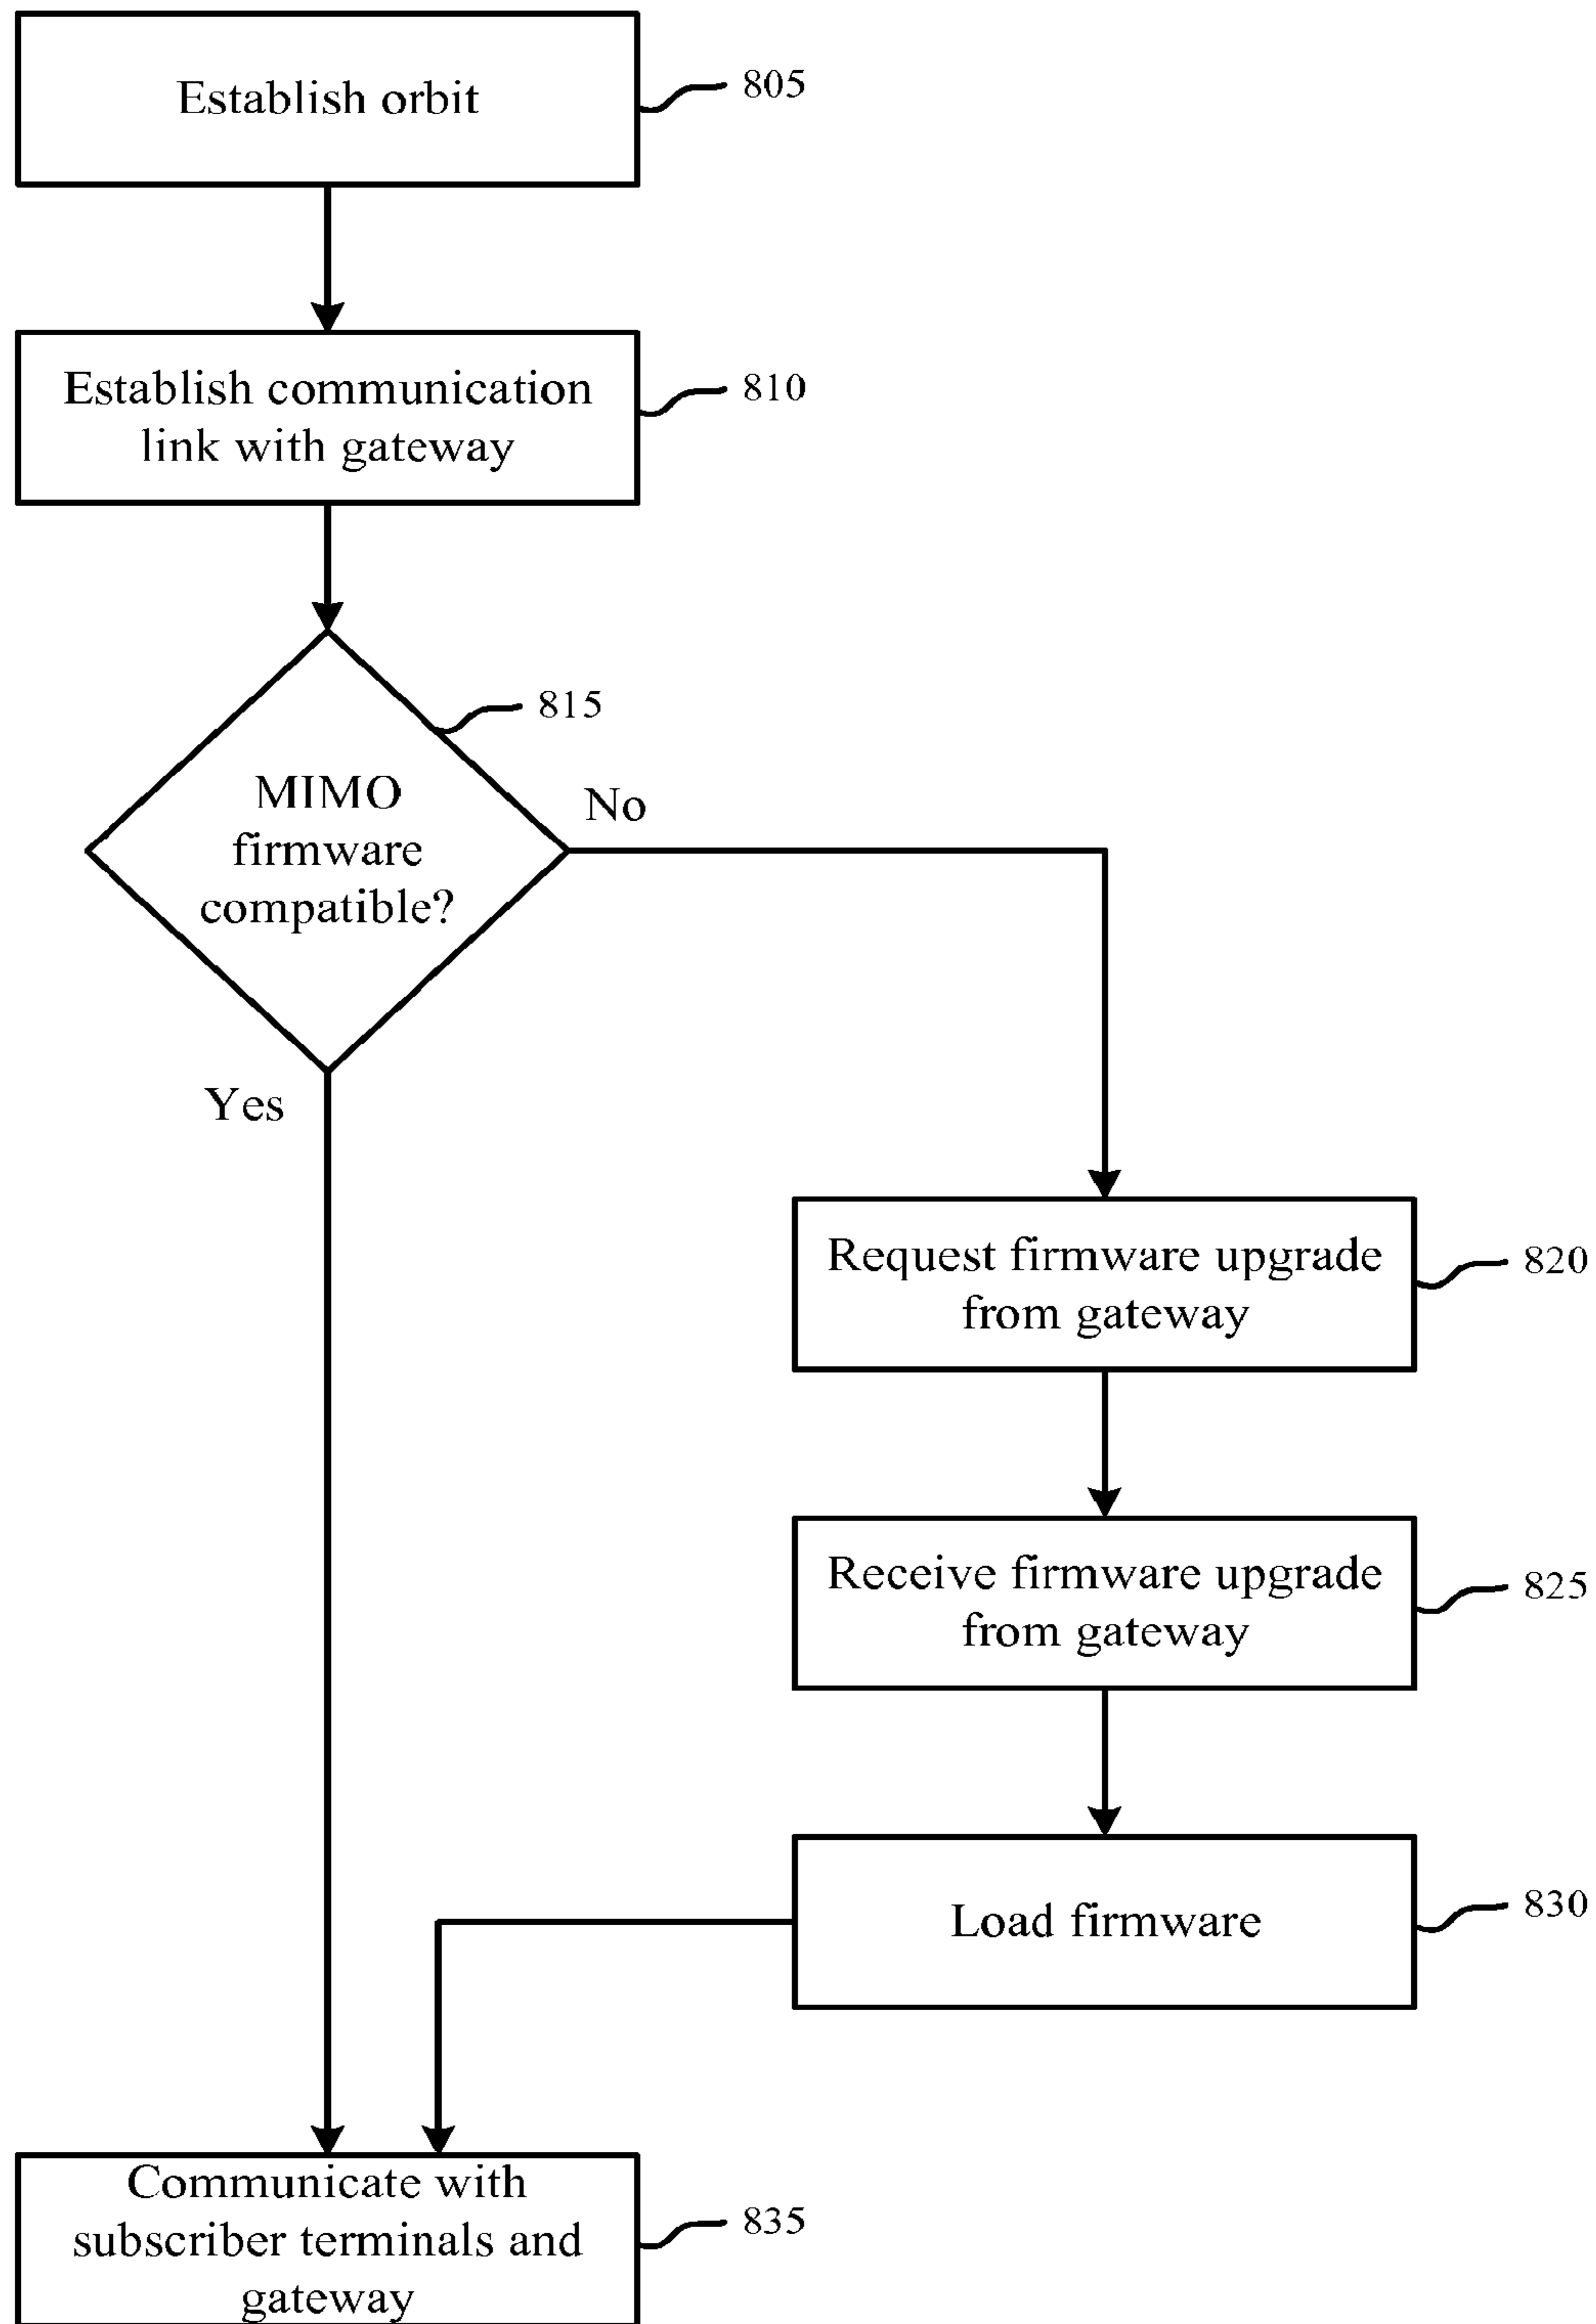 Establish orbit
805
Establish communication
link with gateway
810
815
MIMO
firmware
compatible?
No
Yes
Request firmware upgrade
from gateway
820
Receive firmware upgrade
from gateway
825
Load firmware
830
Communicate with
subscriber terminals and
gateway
835